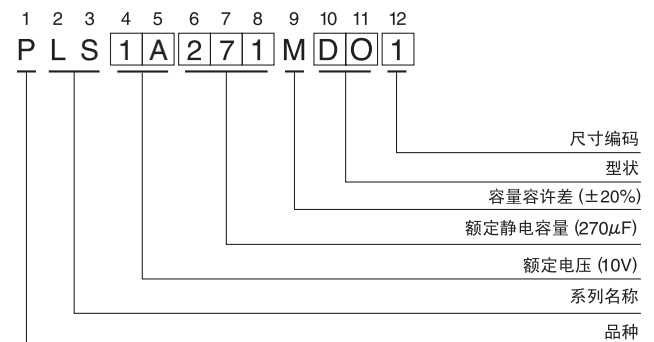 1 2 3 4 5 6 7 8 9 10 11 12
P L S 1 A 2 7 1 M D O 1
尺寸编码
型状
容量容许差 (±20%)
额定静电容量 (270μF)
额定电压 (10V)
系列名称
品种